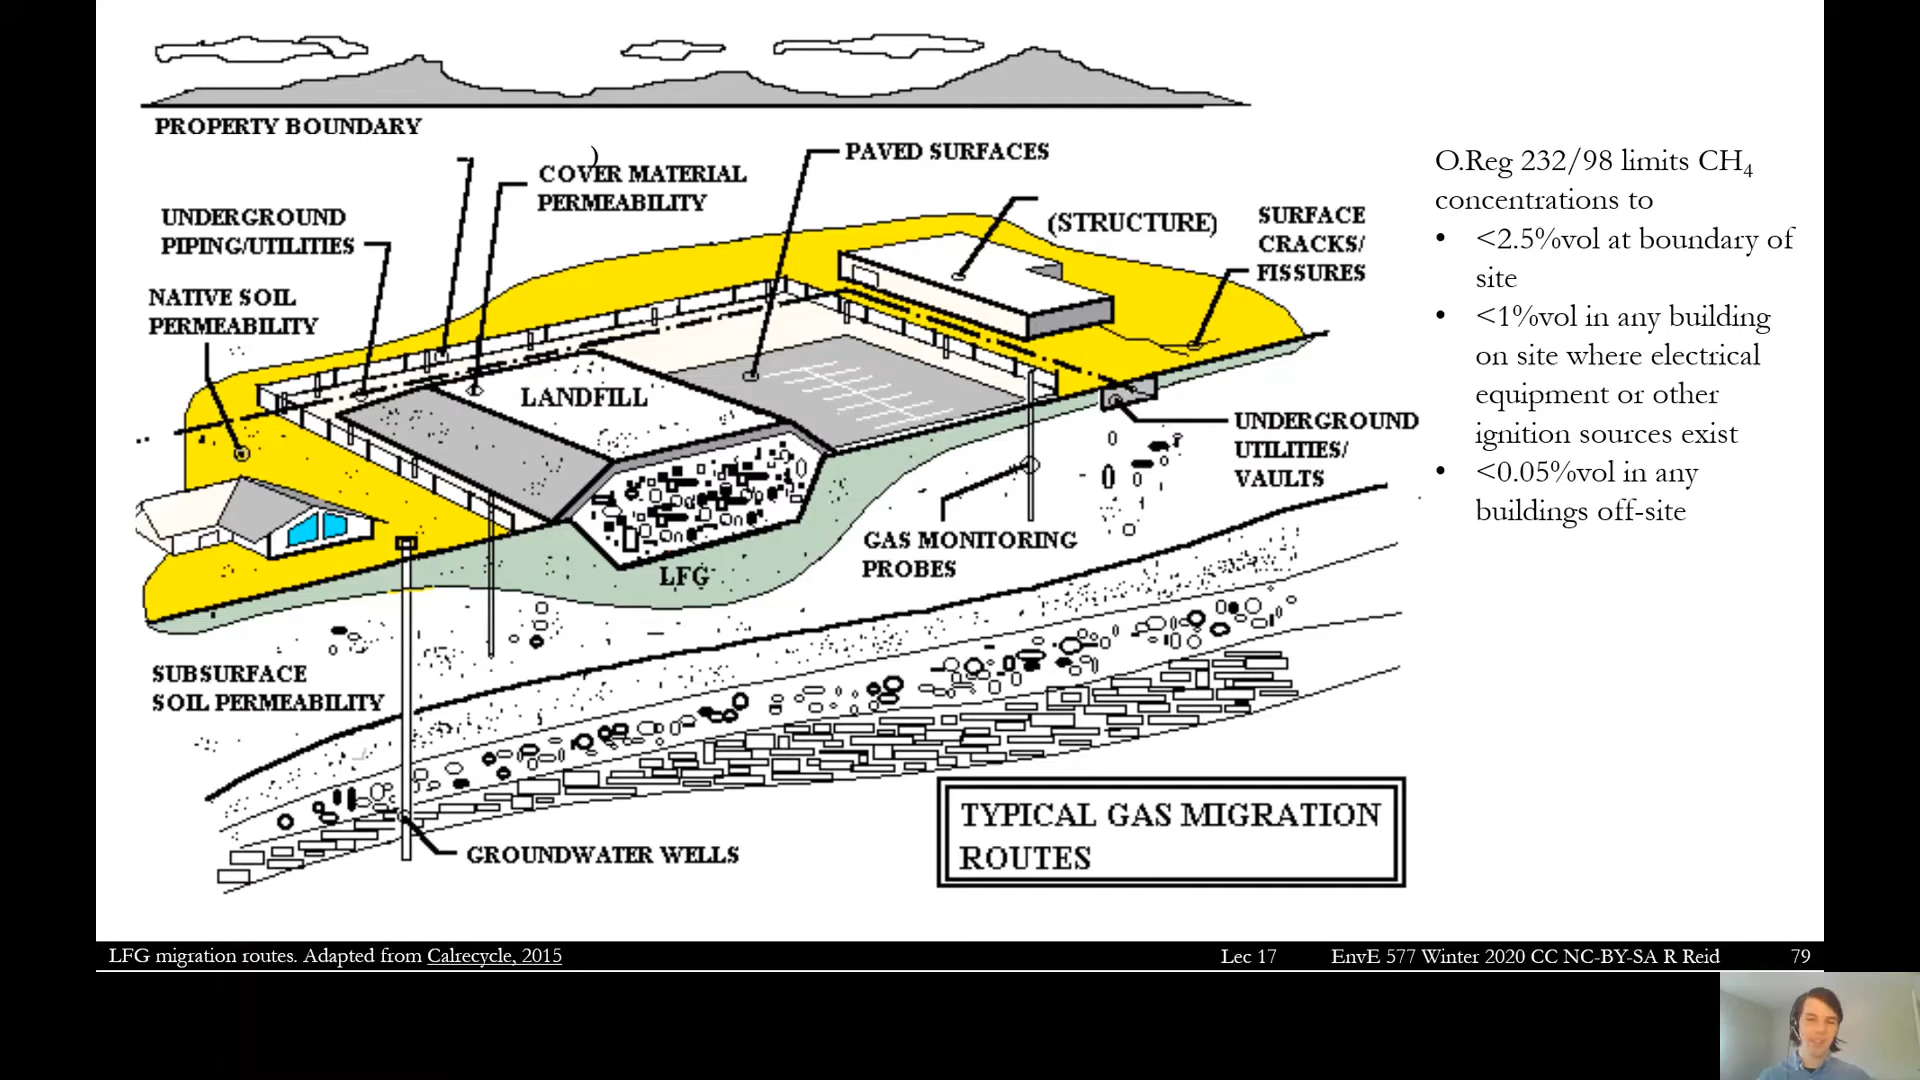 PROPERTY BOUNDARY
)
COVER MATERIAL
PERMEABILITY
PAVED SURFACES
UNDERGROUND
PIPING/UTILITIES
(STRUCTURE)
SURFACE
CRACKS/
FISSURES
NATIVE SOIL
PERMEABILITY
LANDFILL
UNDERGROUND
UTILITIES/
VAULTS
GAS MONITORING
PROBES
LFG
SUBSURFACE
SOIL PERMEABILITY
GROUNDWATER WELLS
TYPICAL GAS MIGRATION
ROUTES
O.Reg 232/98 limits CH₄
concentrations to
• <2.5%vol at boundary of
site
• <1%vol in any building
on site where electrical
equipment or other
ignition sources exist
• <0.05%vol in any
buildings off-site
LFG migration routes. Adapted from Calrecycle, 2015
Lec 17 EnvE 577 Winter 2020 CC NC-BY-SA R Reid 79